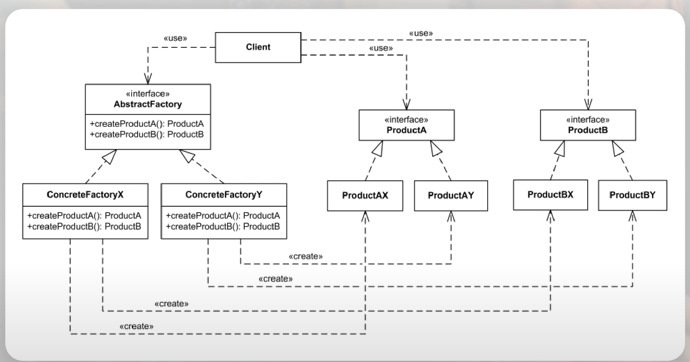 «use»
Client
«use»
«use»
«interface»
AbstractFactory
+createProductA(): ProductA
+createProductB(): ProductB
«interface»
ProductA
«interface»
ProductB
ConcreteFactoryX
+createProductA(): ProductA
+createProductB(): ProductB
ConcreteFactoryY
+createProductA(): ProductA
+createProductB(): ProductB
ProductAX
ProductAY
ProductBX
ProductBY
«create»
«create»
«create»
«create»